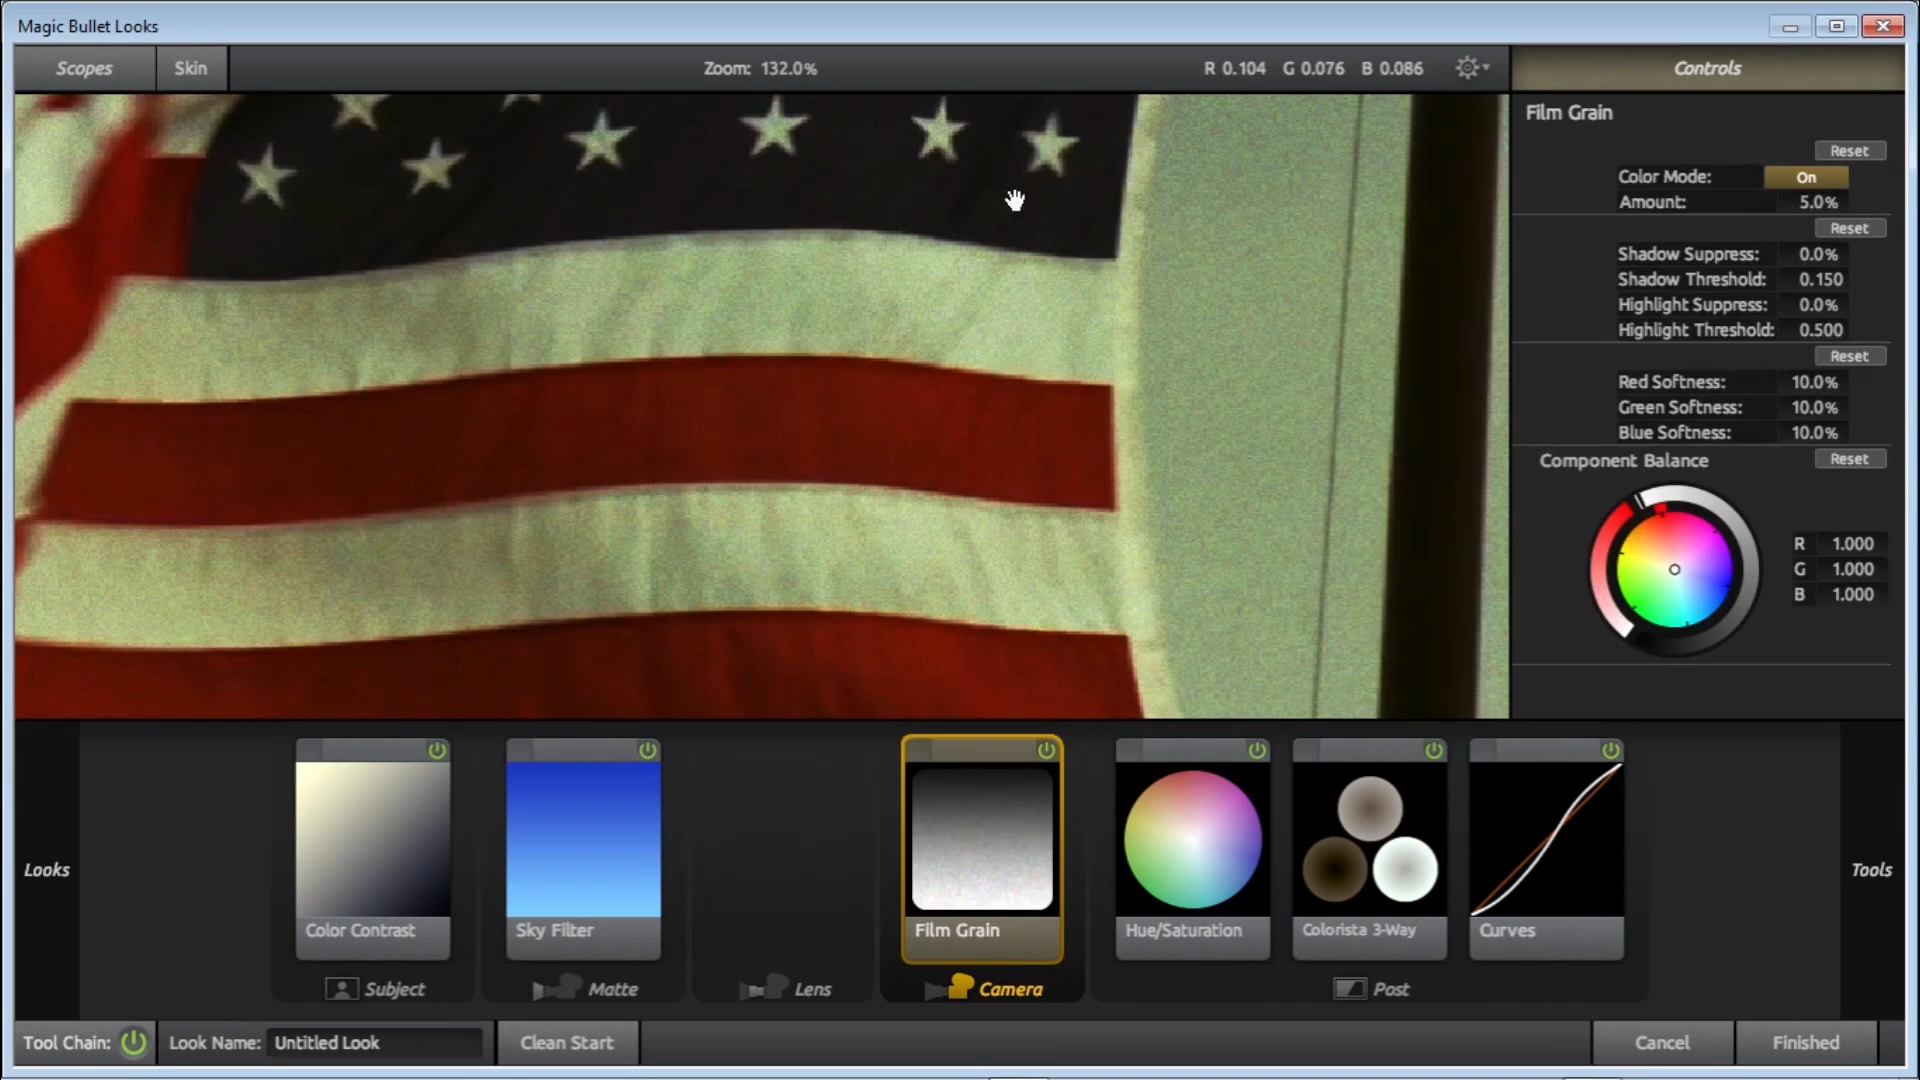 Magic Bullet Looks
Scopes
Skin
Zoom: 132.0%
R 0.104 G 0.076 B 0.086
Controls
Film Grain
Reset
Color Mode: On
Amount: 5.0%
Reset
Shadow Suppress: 0.0%
Shadow Threshold: 0.150
Highlight Suppress: 0.0%
Highlight Threshold: 0.500
Reset
Red Softness: 10.0%
Green Softness: 10.0%
Blue Softness: 10.0%
Component Balance Reset
R 1.000
G 1.000
B 1.000
Looks
Color Contrast
Sky Filter
Film Grain
Hue/Saturation
Colorista 3-Way
Curves
Tools
Subject
Matte
Lens
Camera
Post
Tool Chain:
Look Name: Untitled Look
Clean Start
Cancel
Finished